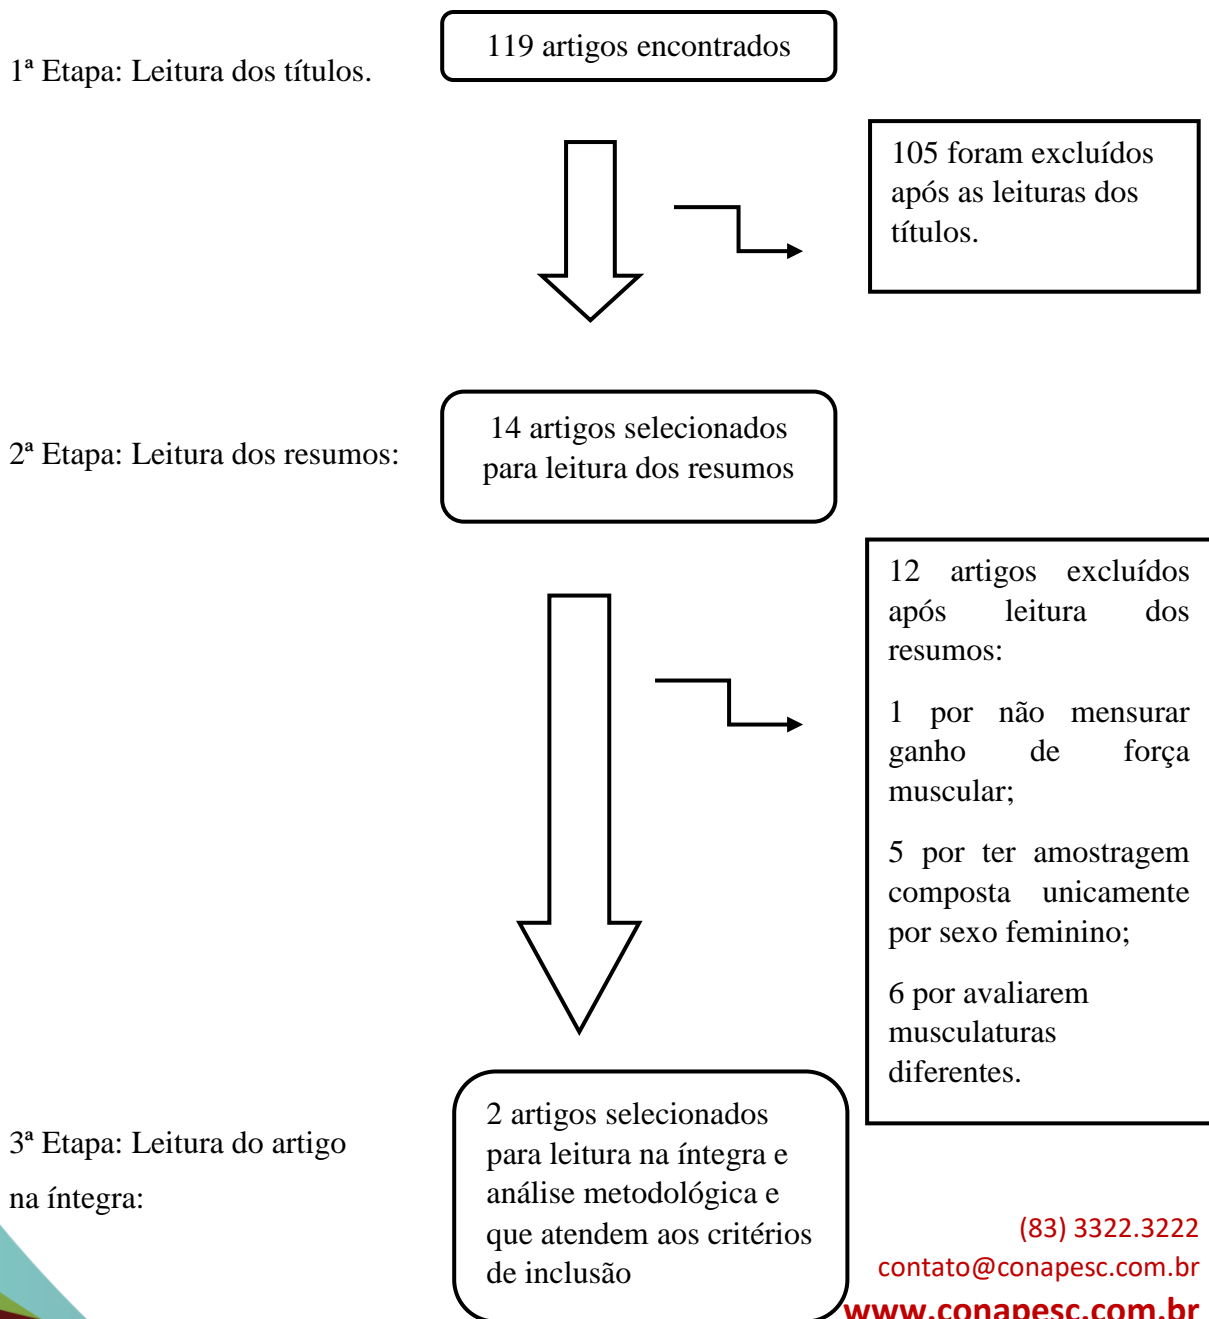 119 artigos encontrados
1ª Etapa: Leitura dos títulos.
105 foram excluídos
após as leituras dos
títulos.
14 artigos selecionados
para leitura dos resumos
2ª Etapa: Leitura dos resumos:
12 artigos excluídos
após leitura dos
resumos:
1 por não mensurar
ganho de força
muscular;
5 por ter amostragem
composta unicamente
por sexo feminino;
6 por avaliarem
musculaturas
diferentes.
3ª Etapa: Leitura do artigo
na íntegra:
2 artigos selecionados
para leitura na íntegra e
análise metodológica e
que atendem aos critérios
de inclusão
(83) 3322.3222
contato@conapesc.com.br
www.conapesc.com.br